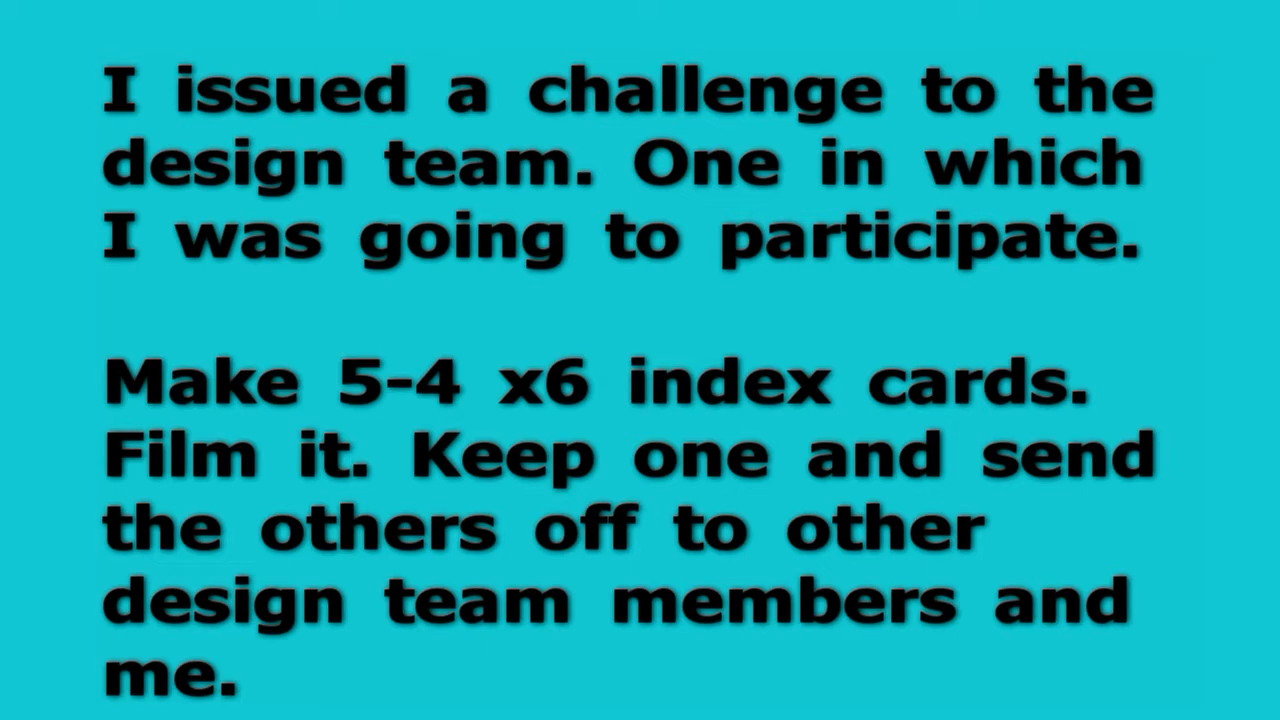 I issued a challenge to the
design team. One in which
I was going to participate.
Make 5-4 x6 index cards.
Film it. Keep one and send
the others off to other
design team members and
me.